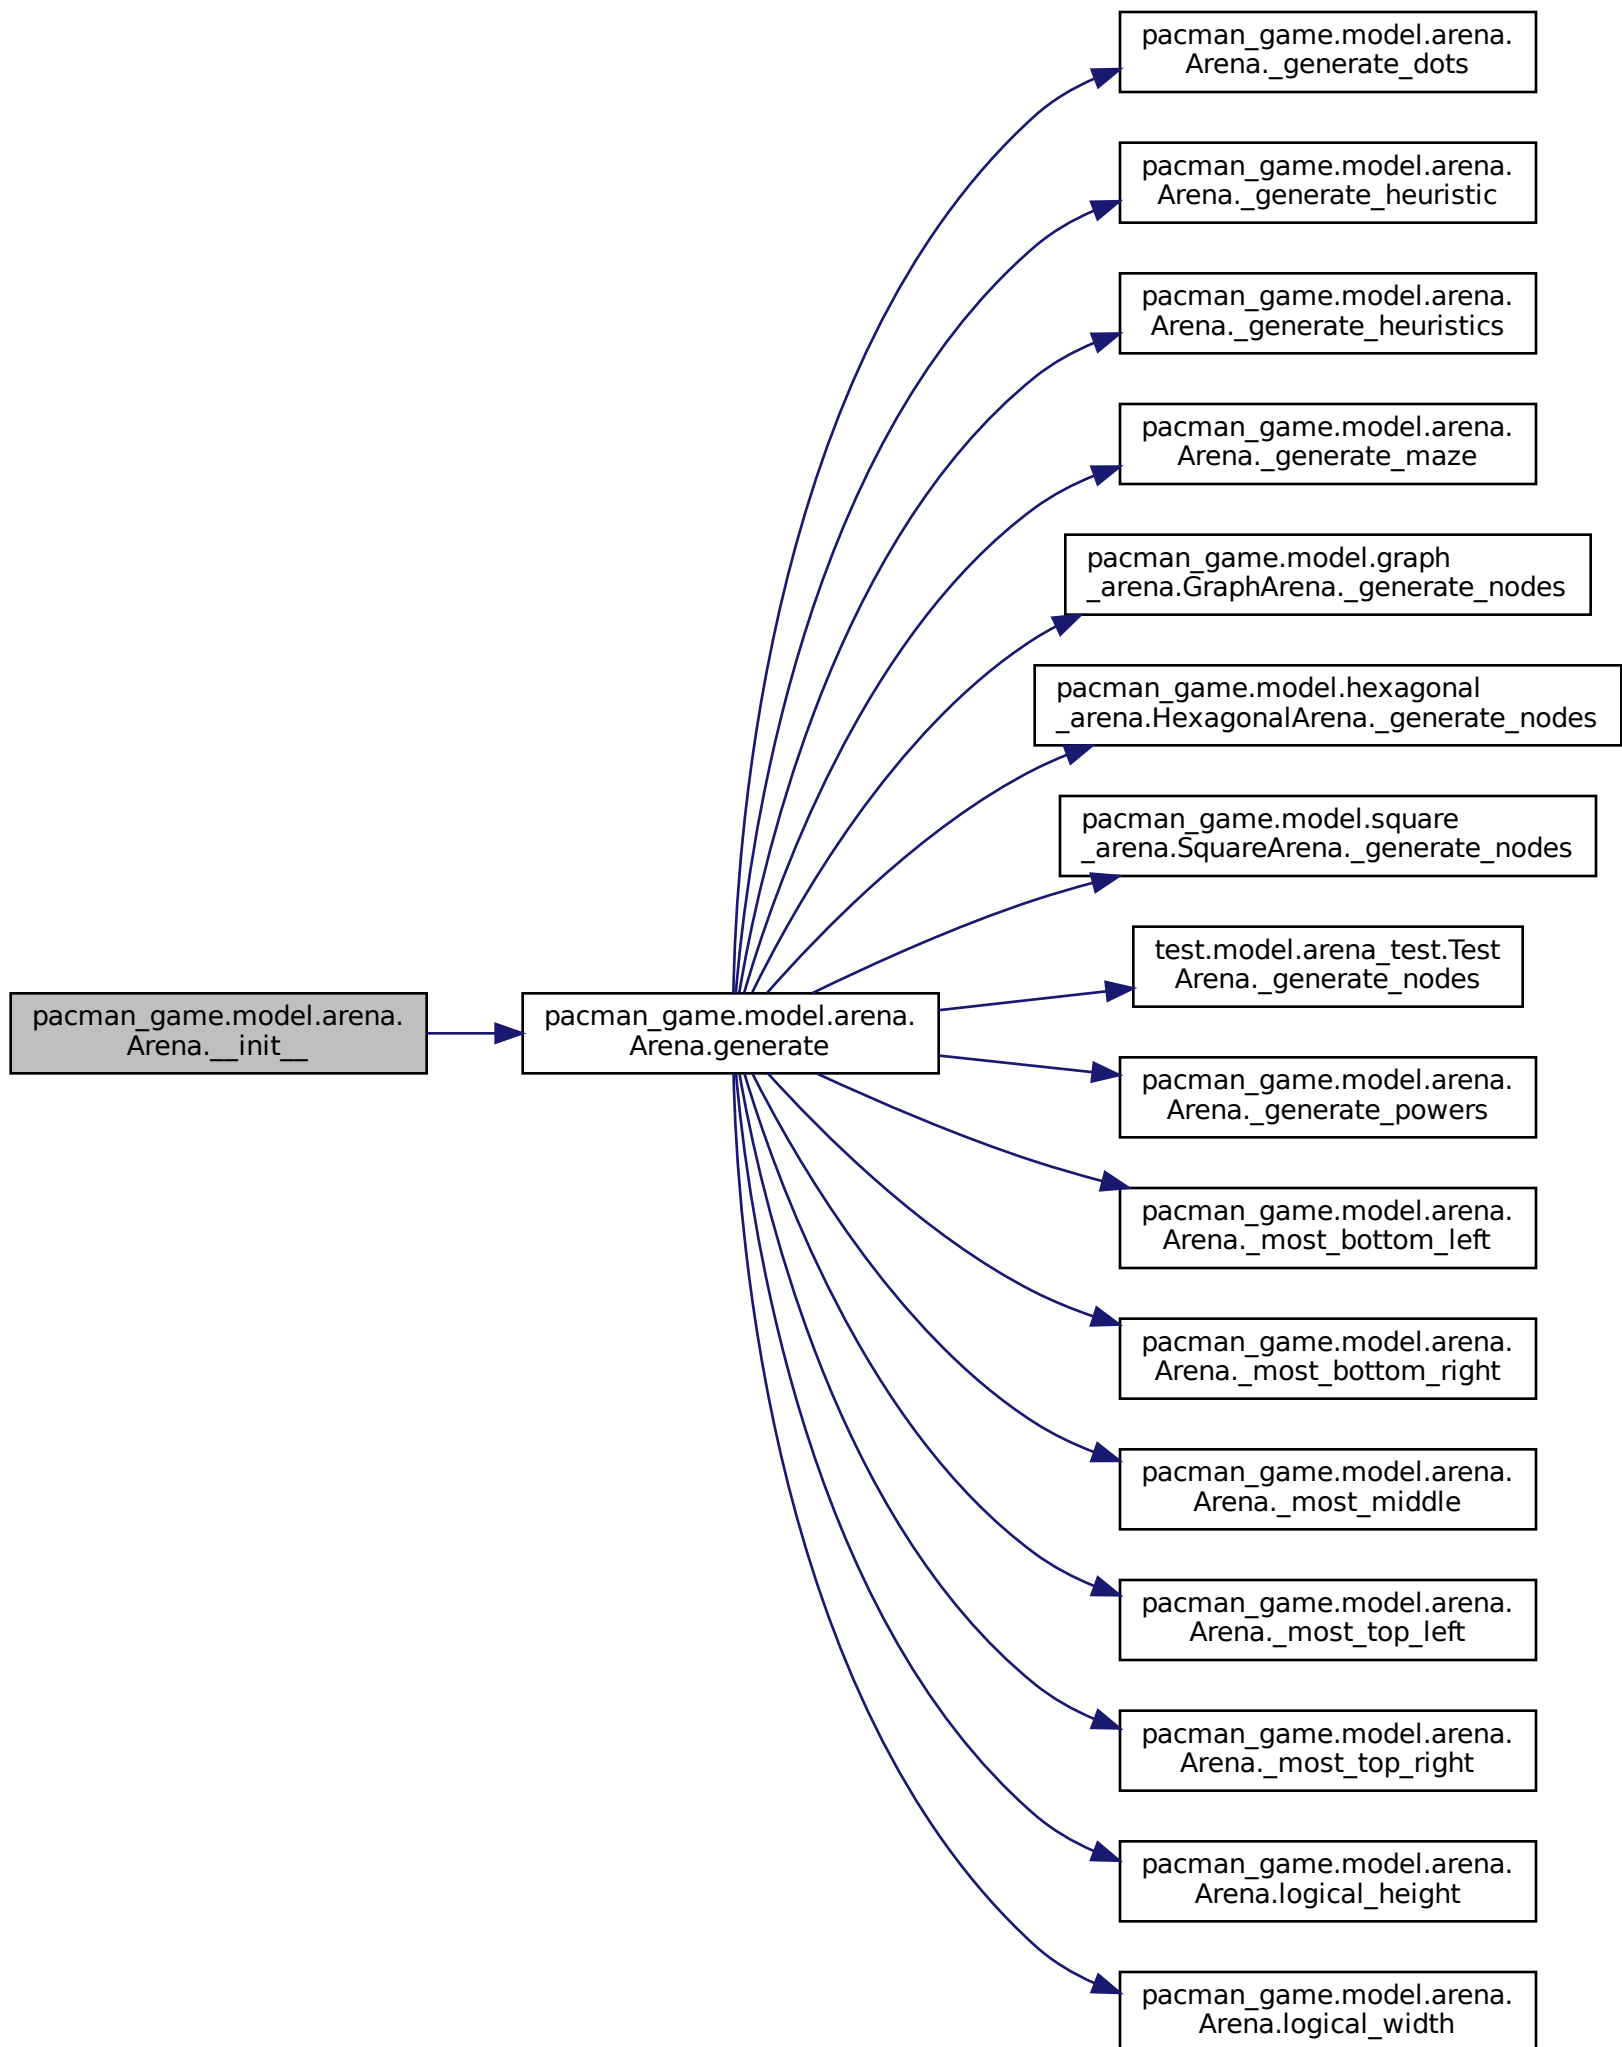 pacman_game.model.arena.
Arena._generate_dots
pacman_game.model.arena.
Arena._generate_heuristic
pacman_game.model.arena.
Arena._generate_heuristics
pacman_game.model.arena.
Arena._generate_maze
pacman_game.model.graph
_arena.GraphArena._generate_nodes
pacman_game.model.hexagonal
_arena.HexagonalArena._generate_nodes
pacman_game.model.square
_arena.SquareArena._generate_nodes
test.model.arena_test.Test
Arena._generate_nodes
pacman_game.model.arena.
Arena.__init__
pacman_game.model.arena.
Arena.generate
pacman_game.model.arena.
Arena._generate_powers
pacman_game.model.arena.
Arena._most_bottom_left
pacman_game.model.arena.
Arena._most_bottom_right
pacman_game.model.arena.
Arena._most_middle
pacman_game.model.arena.
Arena._most_top_left
pacman_game.model.arena.
Arena._most_top_right
pacman_game.model.arena.
Arena.logical_height
pacman_game.model.arena.
Arena.logical_width